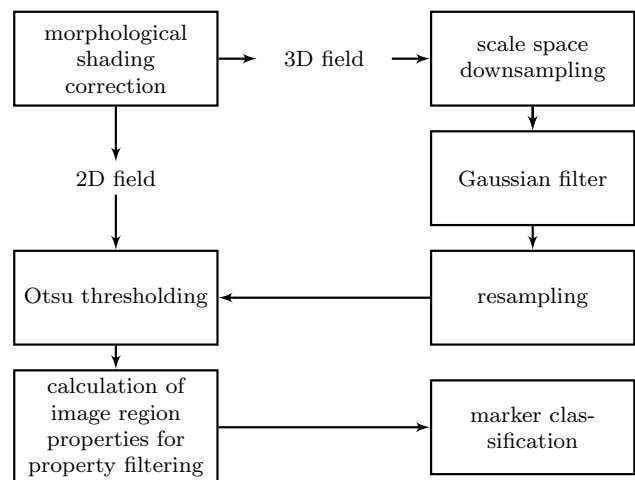 morphological
shading
correction
3D field
scale space
downsampling
2D field
Gaussian filter
Otsu thresholding
resampling
calculation of
image region
properties for
property filtering
marker clas-
sification